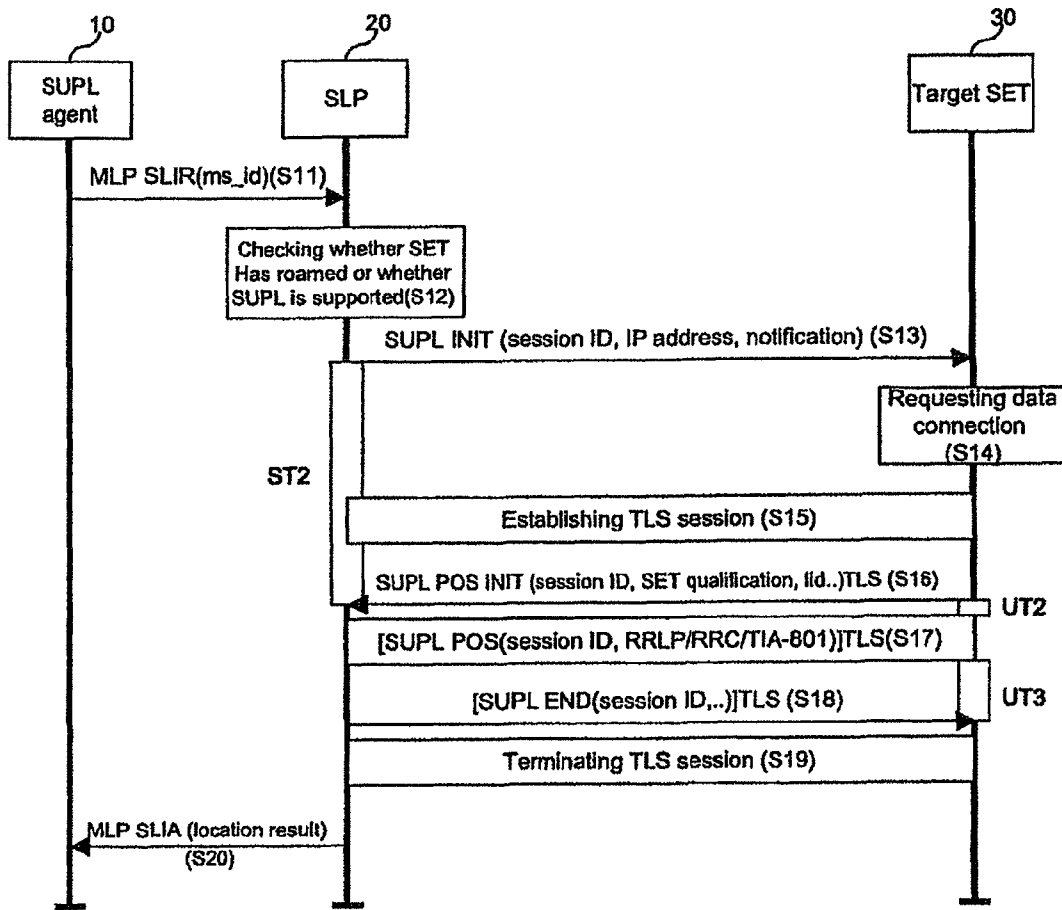 10
20
30
SUPL
agent
SLP
Target SET
MLP SLIR(ms_id)(S11)
Checking whether SET
Has roamed or whether
SUPL is supported(S12)
SUPL INIT (session ID, IP address, notification) (S13)
Requesting data
connection
(S14)
ST2
Establishing TLS session (S15)
SUPL POS INIT (session ID, SET qualification, lid..)TLS (S16)
UT2
[SUPL POS(session ID, RRLP/RRC/TIA-801)]TLS(S17)
[SUPL END(session ID,..)]TLS (S18)
UT3
Terminating TLS session (S19)
MLP SLIA (location result)
(S20)